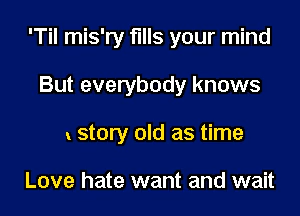 'Til mis'ry fills your mind
But everybody knows
story old as time
Love hate want and wait